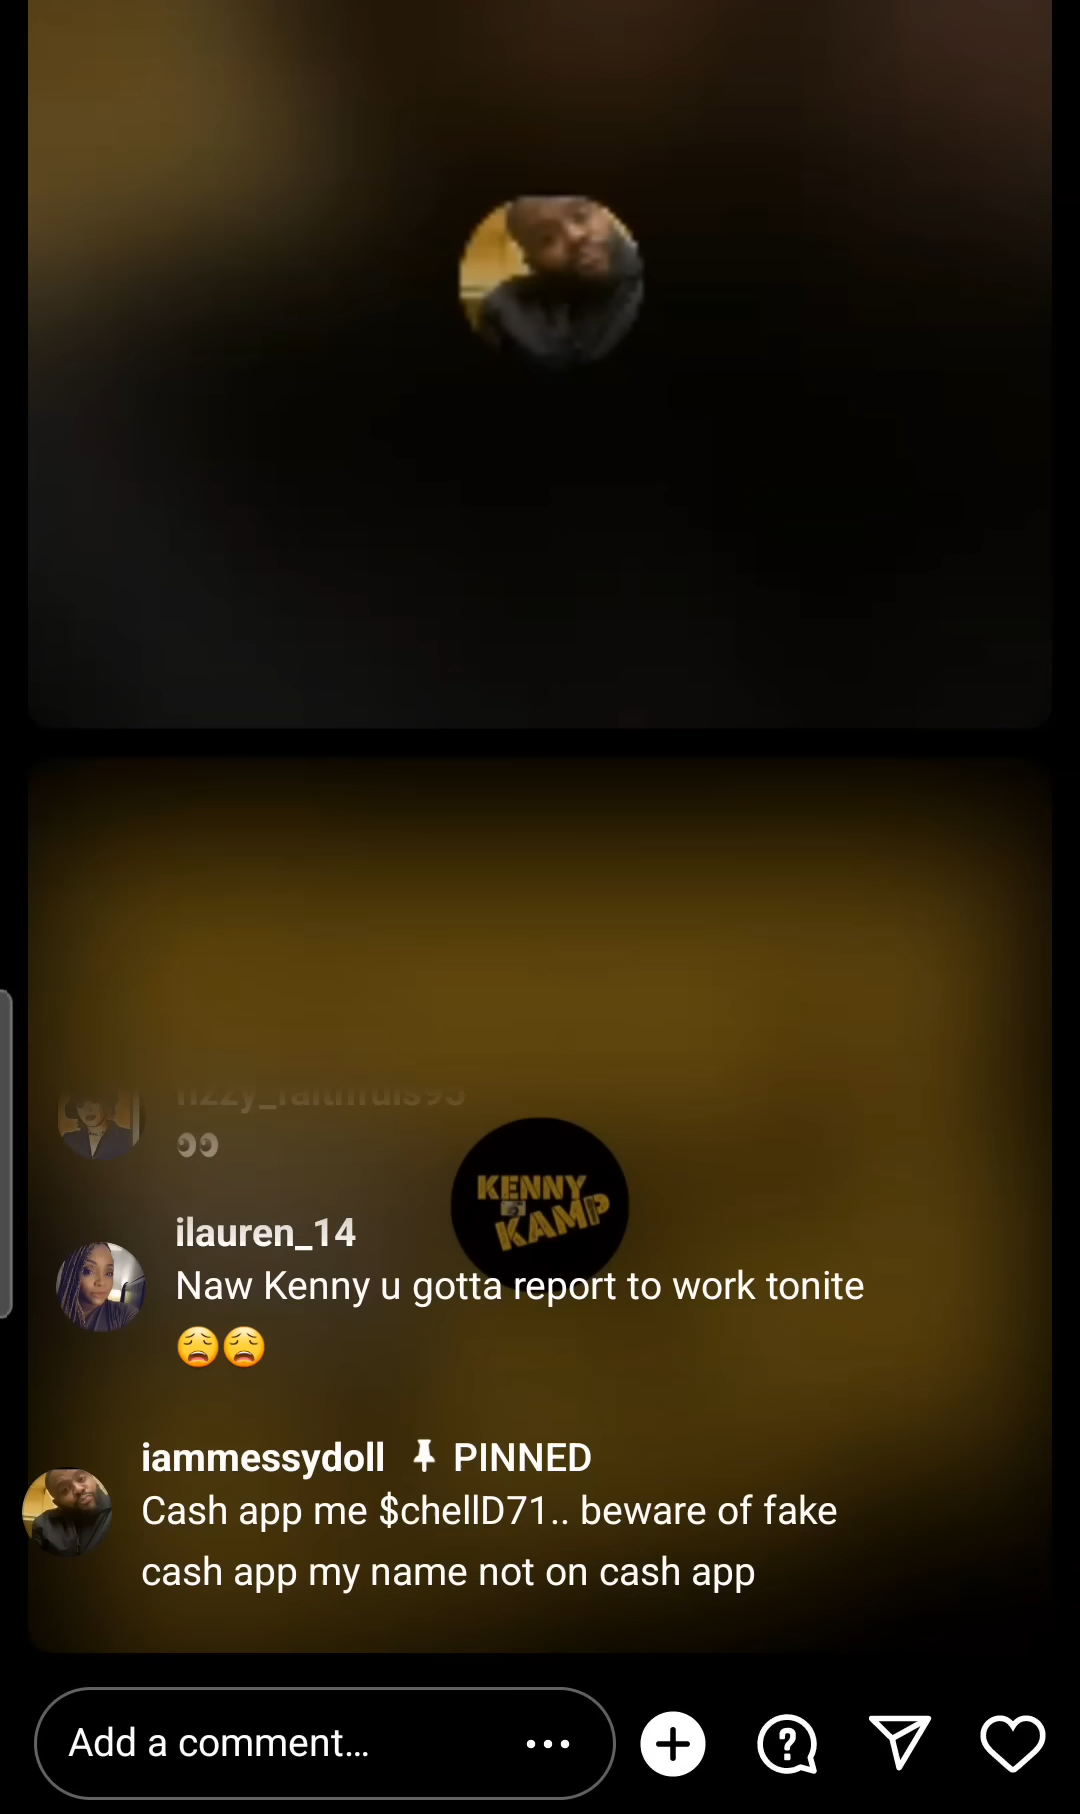 👀
KENNY
KAMP
ilauren_14
Naw Kenny u gotta report to work tonite
😩😩
iammessydoll 📌 PINNED
Cash app me $chellD71.. beware of fake
cash app my name not on cash app
Add a comment...